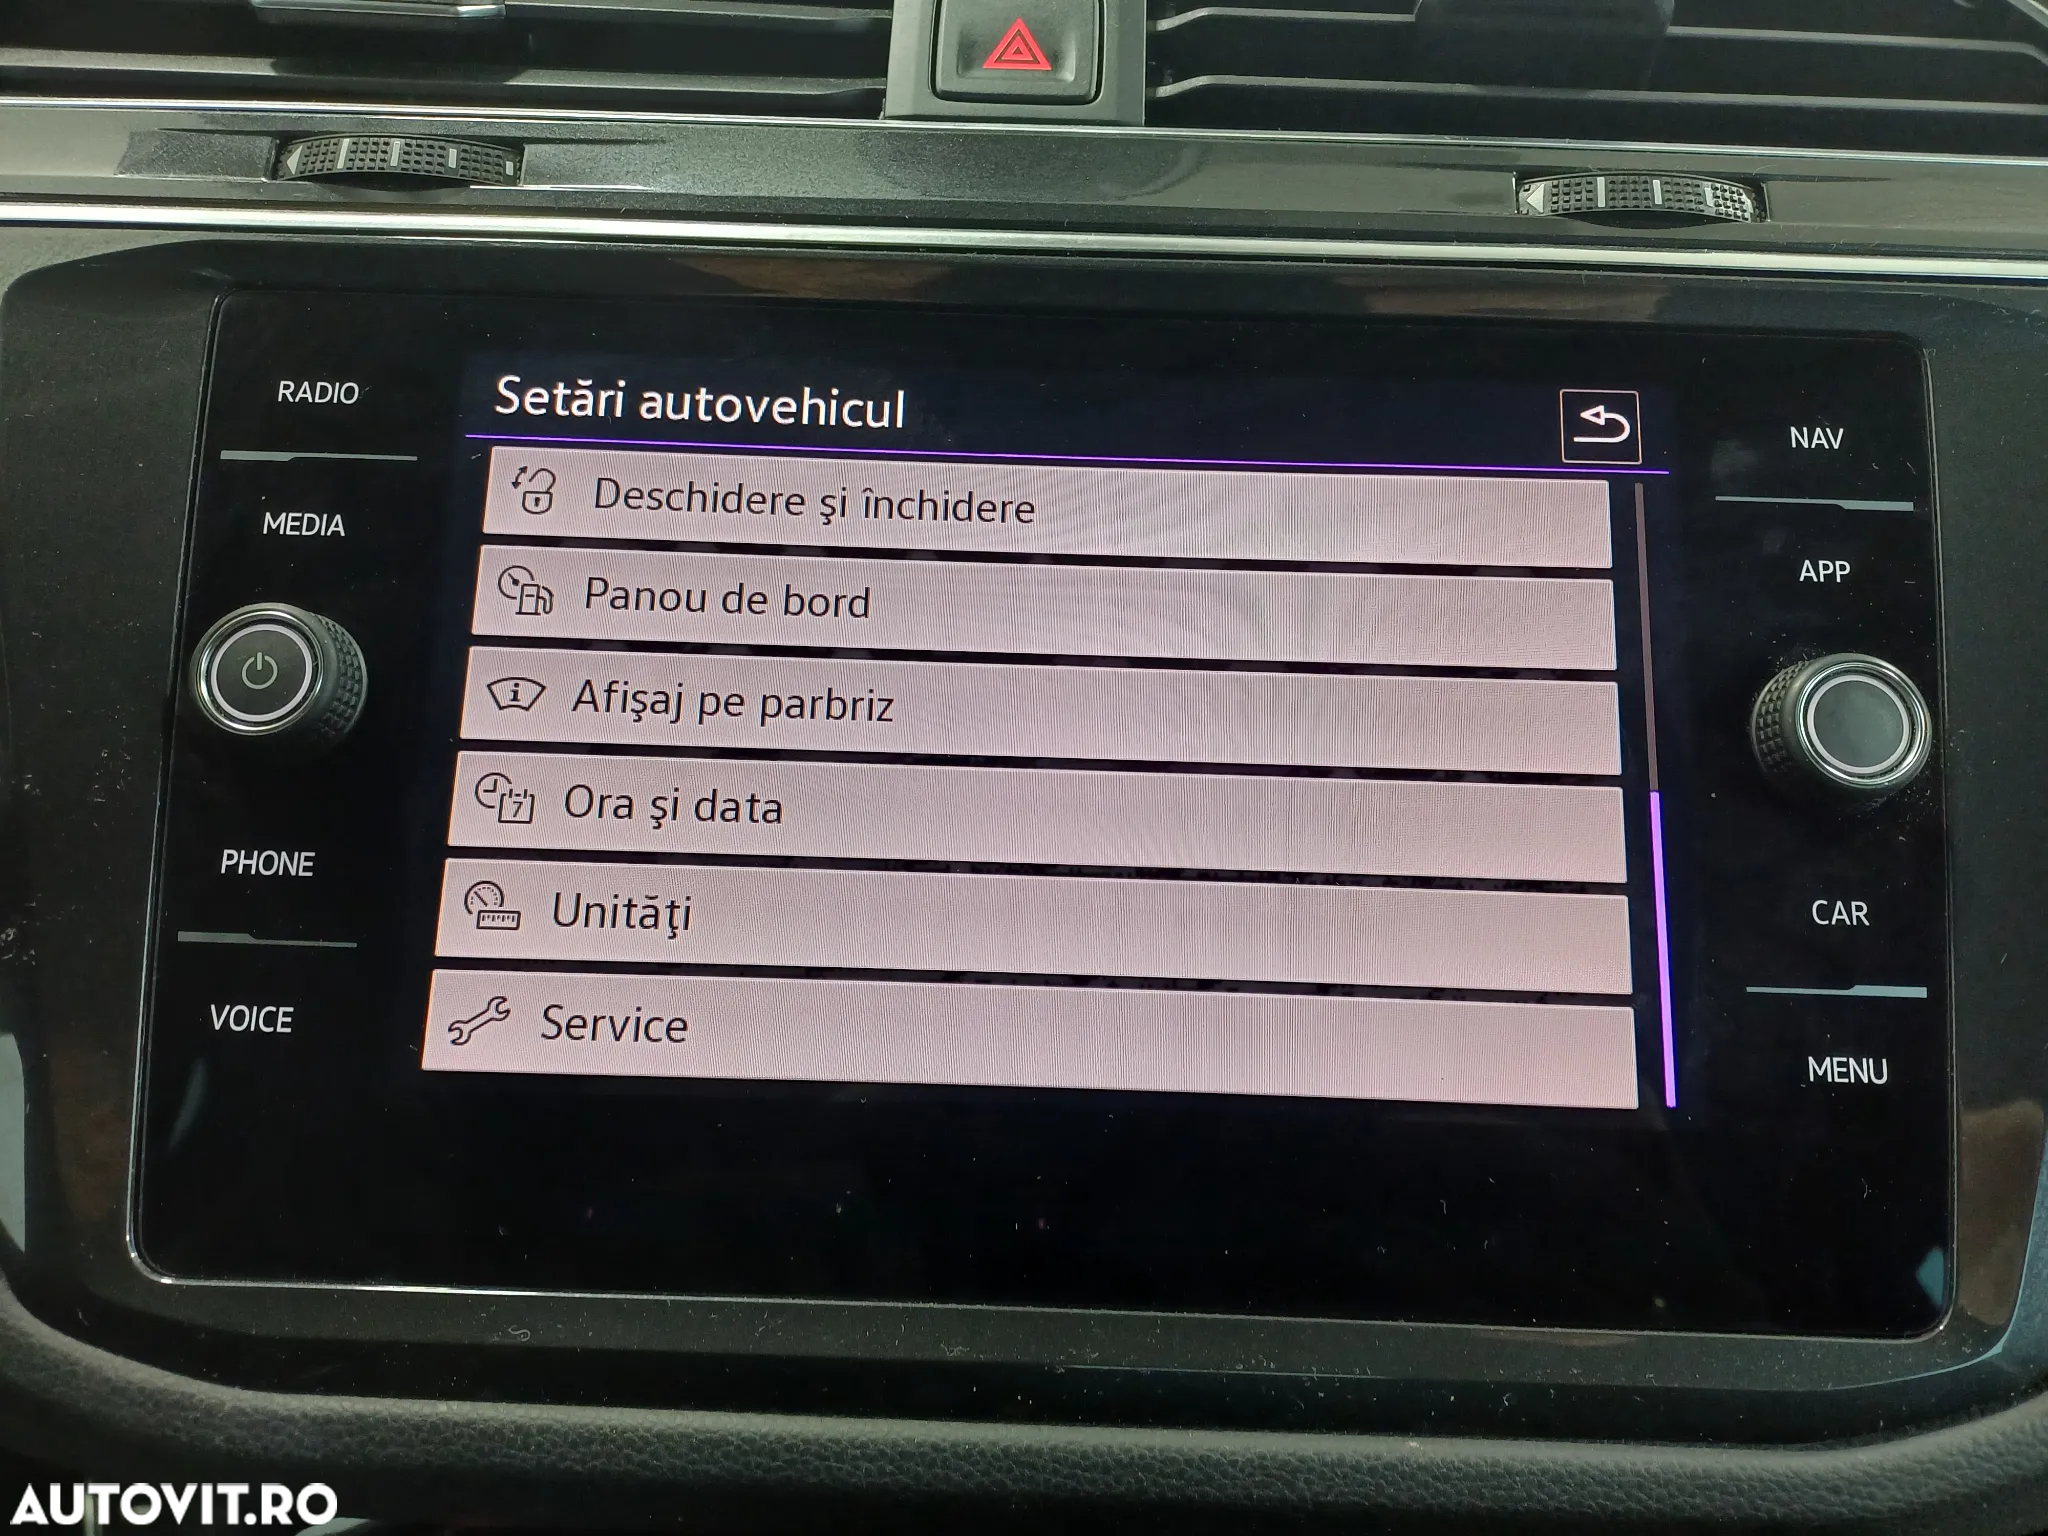 RADIO
MEDIA
PHONE
VOICE
Setări autovehicul
Deschidere şi închidere
Panou de bord
Afişaj pe parbriz
7
Ora şi data
Unităţi
Service
NAV
APP
CAR
MENU
AUTOVIT.RO